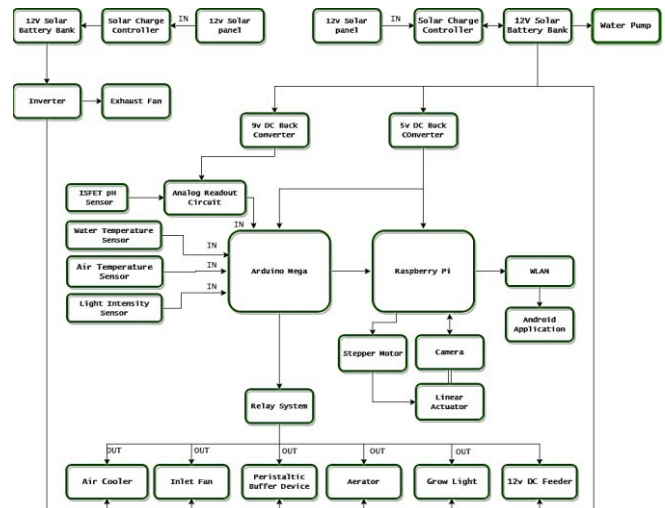 12V Solar
Battery Bank
Solar Charge
Controller
IN
12v Solar
panel
12v Solar
panel
IN
Solar Charge
Controller
12V Solar
Battery Bank
Water Pump
Inverter
Exhaust Fan
9v DC Buck
Converter
5v DC Buck
COnverter
ISFET pH
Sensor
Analog Readout
Circuit
IN
Water Temperature
Sensor
IN
Air Temperature
Sensor
IN
Light Intensity
Sensor
IN
Arduino Mega
Raspberry Pi
WLAN
Android
Application
Stepper Motor
Camera
Linear
Actuator
Relay System
OUT
OUT
OUT
OUT
OUT
Air Cooler
Inlet Fan
Peristaltic
Buffer Device
Aerator
Grow Light
12v DC Feeder